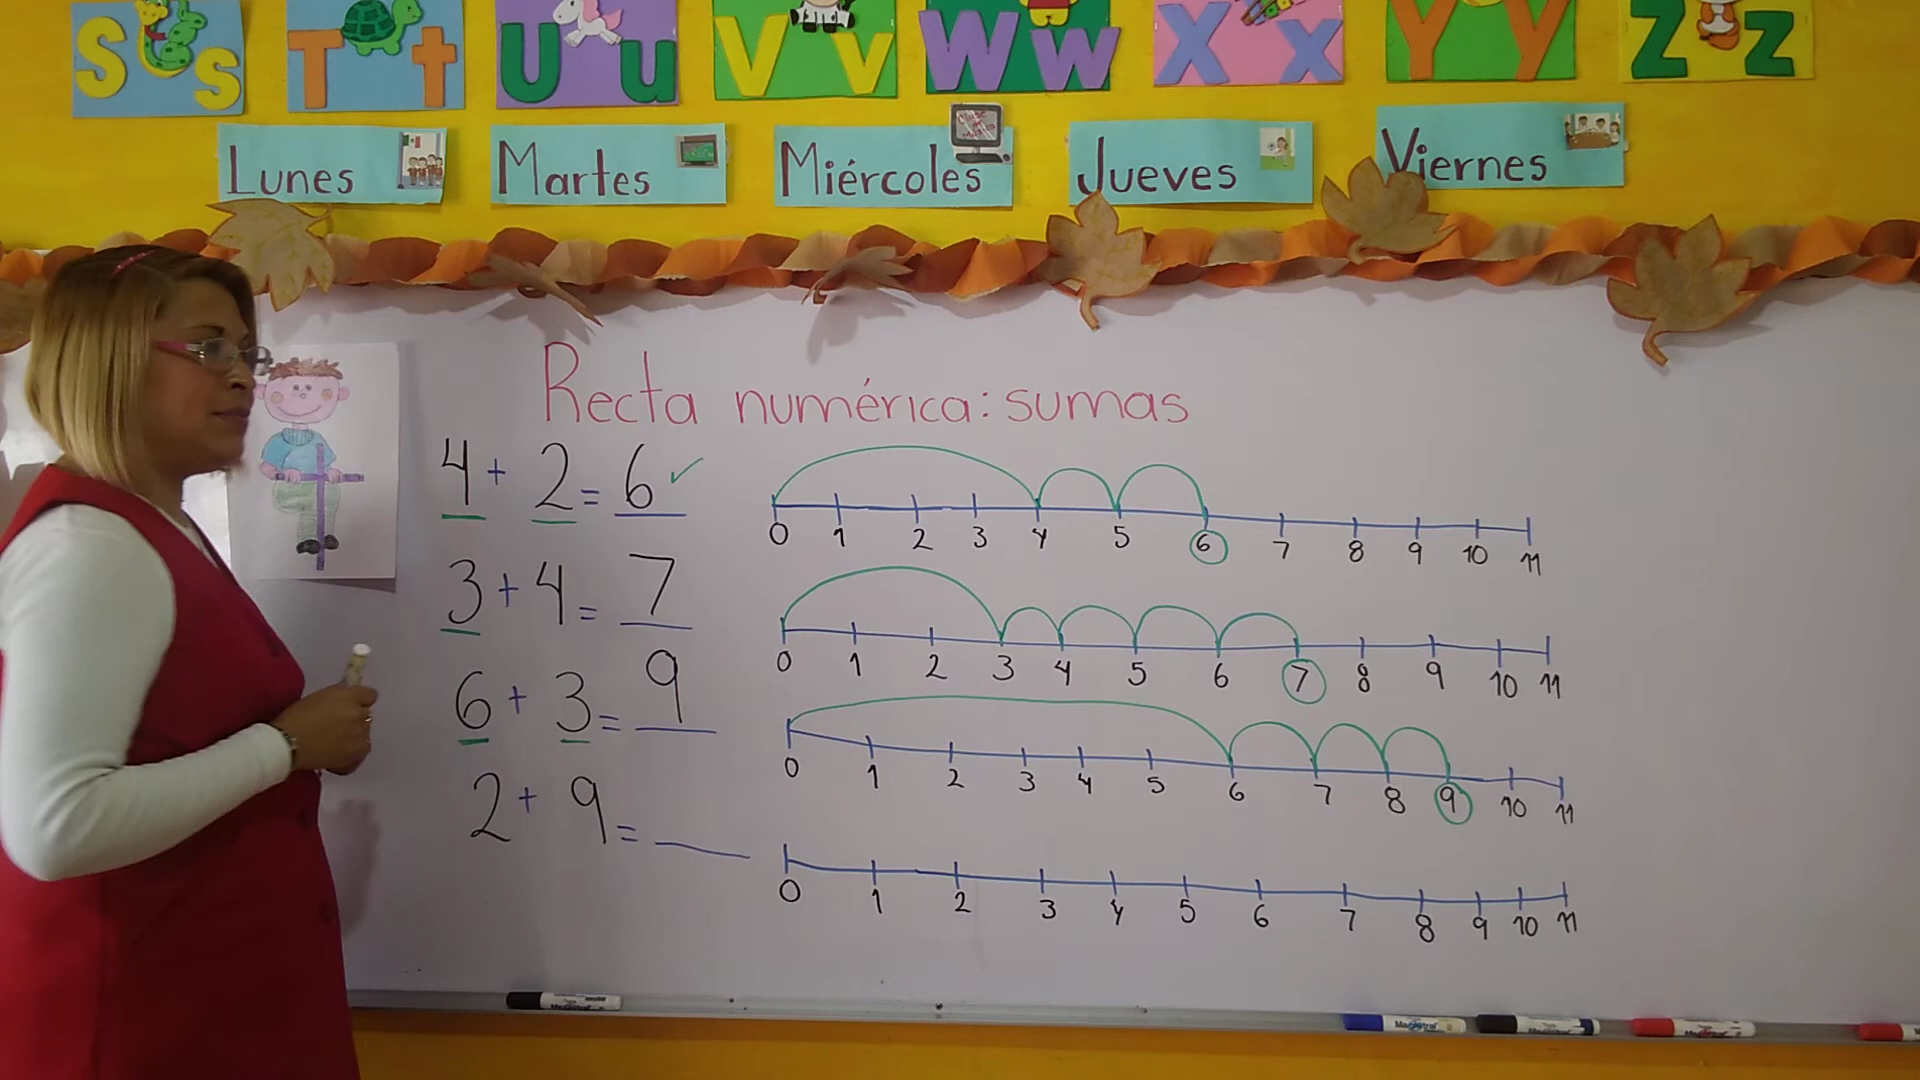 S s T t U u V v W w X x Y y Z z
Lunes Martes Miércoles Jueves Viernes
Recta numérica: sumas
4 + 2 = 6 ✓
0 1 2 3 4 5 6 7 8 9 10 11
3 + 4 = 7
0 1 2 3 4 5 6 7 8 9 10 11
6 + 3 = 9
0 1 2 3 4 5 6 7 8 9 10 11
2 + 9 = ___
0 1 2 3 4 5 6 7 8 9 10 11